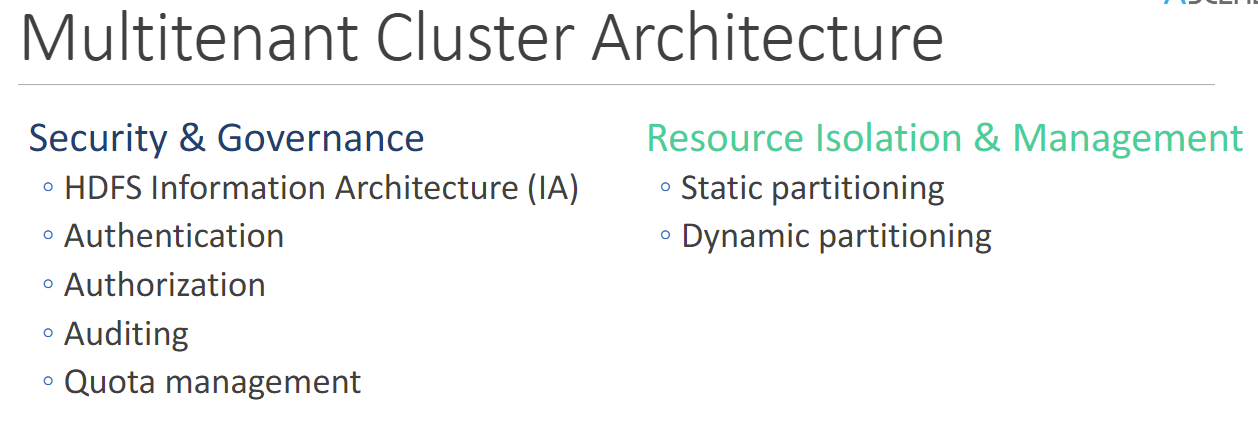 Multitenant Cluster Architecture
Security & Governance
◦ HDFS Information Architecture (IA)
◦ Authentication
◦ Authorization
◦ Auditing
◦ Quota management
Resource Isolation & Management
◦ Static partitioning
◦ Dynamic partitioning